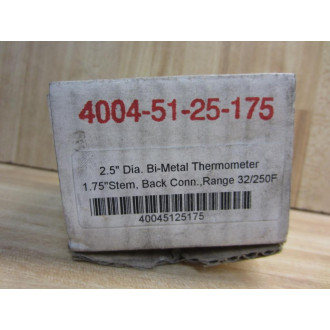 4004-51-25-175
2.5" Dia. Bi-Metal Thermometer
1.75"Stem, Back Conn.,Range 32/250F
40045125175